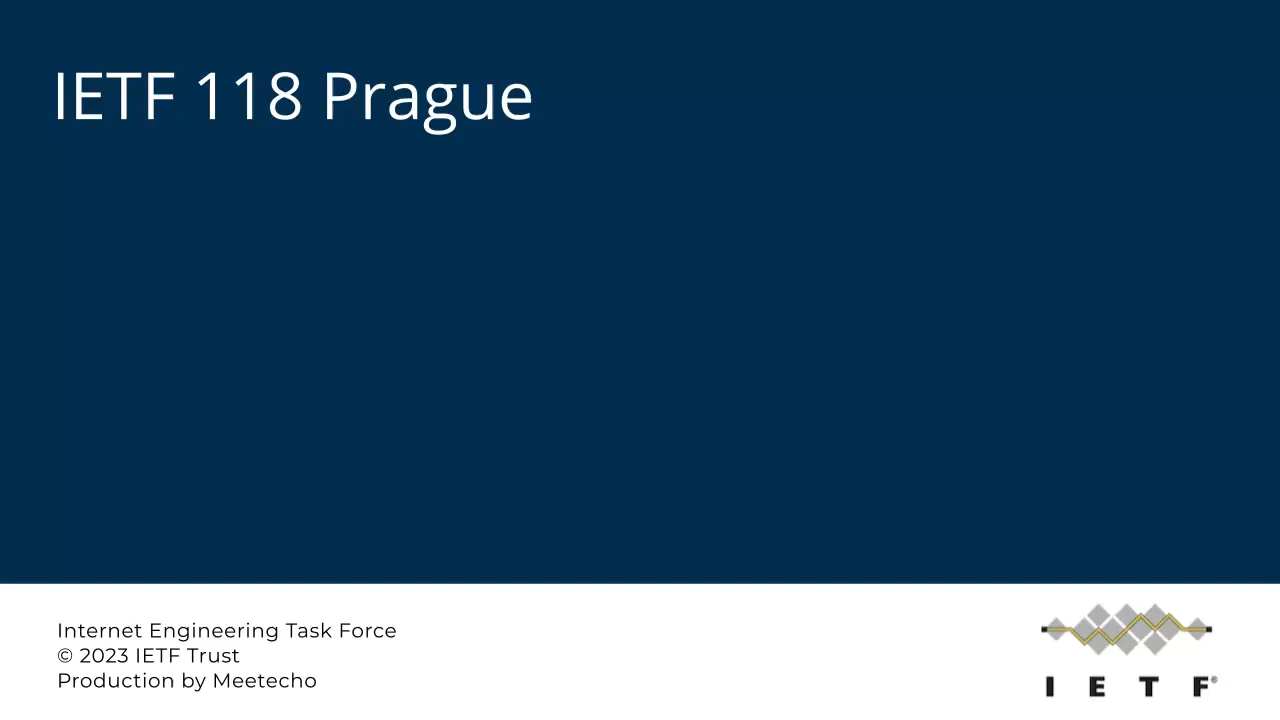 IETF 118 Prague
Internet Engineering Task Force
© 2023 IETF Trust
Production by Meetecho
I E T F®